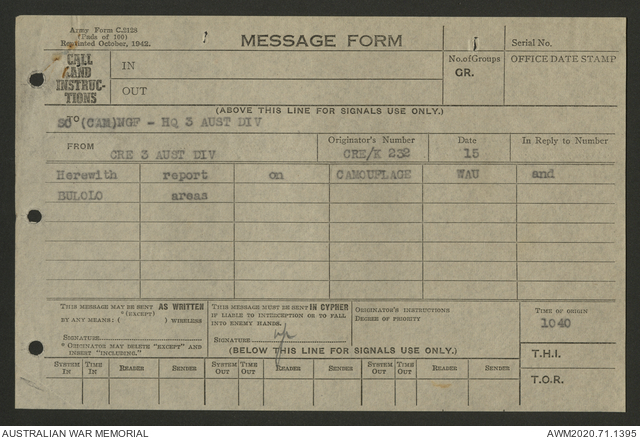 Army Form C.2128
(Pads of 100)
Reprinted October, 1942.
MESSAGE FORM
Serial No.
CALL AND INSTRUC-TIONS
IN
OUT
No. of Groups
GR.
OFFICE DATE STAMP
(ABOVE THIS LINE FOR SIGNALS USE ONLY.)
TO
SO (CAM)NGF - HQ 3 AUST DIV
FROM
CRE 3 AUST DIV
Originator's Number
CRE/K 232
Date
15
In Reply to Number
Herewith report on CAMOUFLAGE WAU and
BULOLO areas
THIS MESSAGE MAY BE SENT AS WRITTEN
*(EXCEPT)
BY ANY MEANS: ( ) WIRELESS
SIGNATURE
* ORIGINATOR MAY DELETE "EXCEPT" AND
INSERT "INCLUDING."
THIS MESSAGE MUST BE SENT IN CYPHER
IF LIABLE TO INTERCEPTION OR TO FALL
INTO ENEMY HANDS.
SIGNATURE
ORIGINATOR'S INSTRUCTIONS
DEGREE OF PRIORITY
TIME OF ORIGIN
1040
(BELOW THIS LINE FOR SIGNALS USE ONLY.)
T.H.I.
T.O.R.
SYSTEM IN TIME IN READER SENDER SYSTEM OUT TIME OUT READER SENDER SYSTEM OUT TIME OUT READER SENDER
AUSTRALIAN WAR MEMORIAL
AWM2020.71.1395